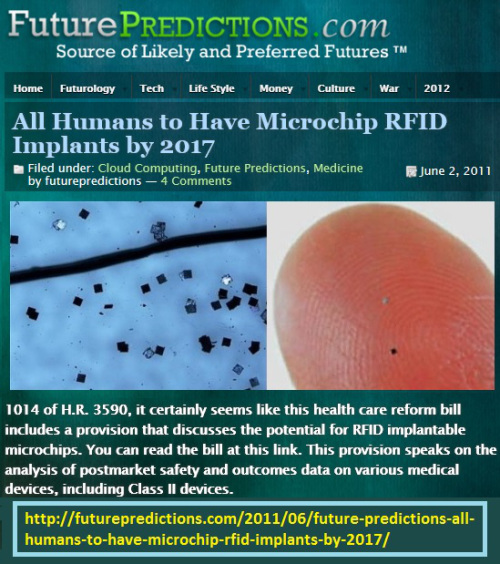 FuturePredictions.com
Source of Likely and Preferred Futures ™
Home Futurology Tech Life Style Money Culture War 2012
All Humans to Have Microchip RFID
Implants by 2017
Filed under: Cloud Computing, Future Predictions, Medicine
by futurepredictions — 4 Comments
June 2, 2011
1014 of H.R. 3590, it certainly seems like this health care reform bill
includes a provision that discusses the potential for RFID implantable
microchips. You can read the bill at this link. This provision speaks on the
analysis of postmarket safety and outcomes data on various medical
devices, including Class II devices.
http://futurepredictions.com/2011/06/future-predictions-all-
humans-to-have-microchip-rfid-implants-by-2017/